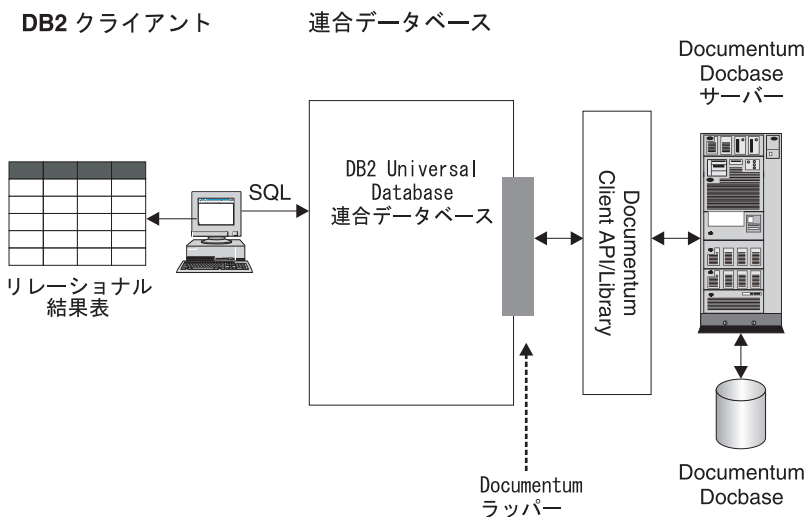 DB2 クライアント
連合データベース
Documentum
Docbase
サーバー
DB2 Universal
Database
連合データベース
SQL
Documentum
Client API/Library
リレーショナル
結果表
Documentum
ラッパー
Documentum
Docbase